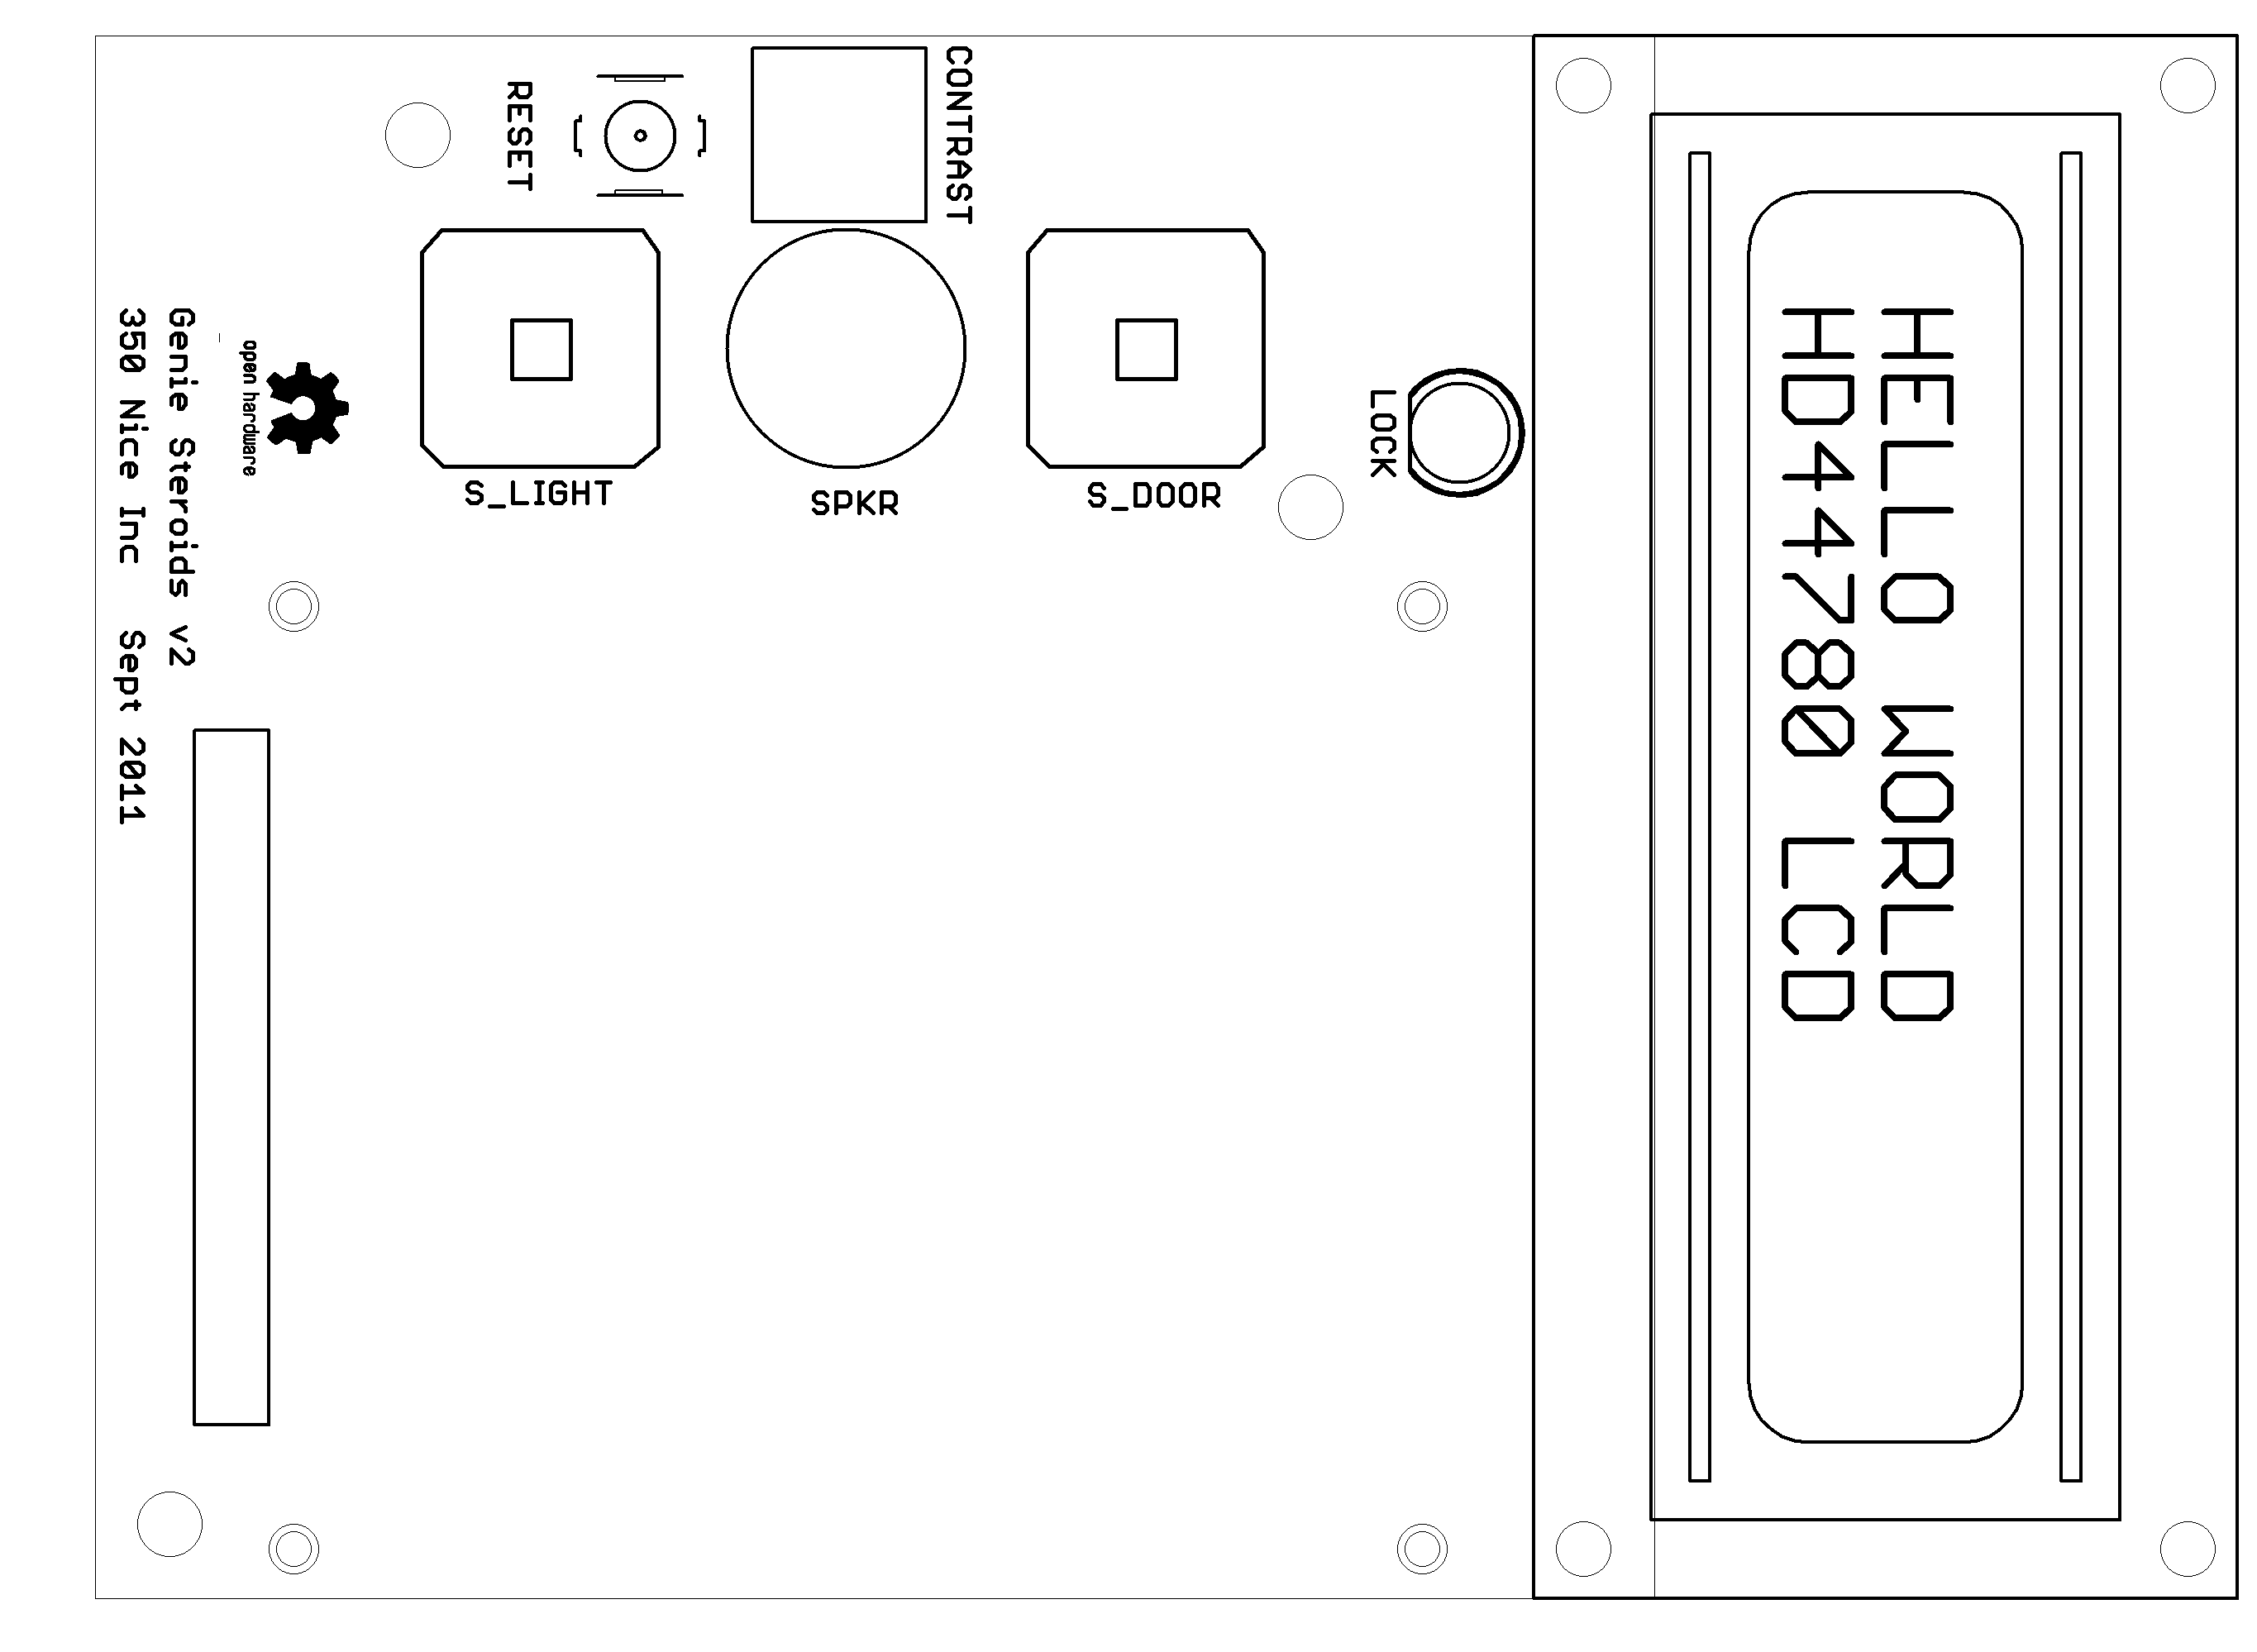 CONTRAST
RESET
S_LIGHT
SPKR
S_DOOR
LOCK
HELLO WORLD
HD44780 LCD
open hardware
Genie Steroids v2
350 Nice Inc  Sept 2011